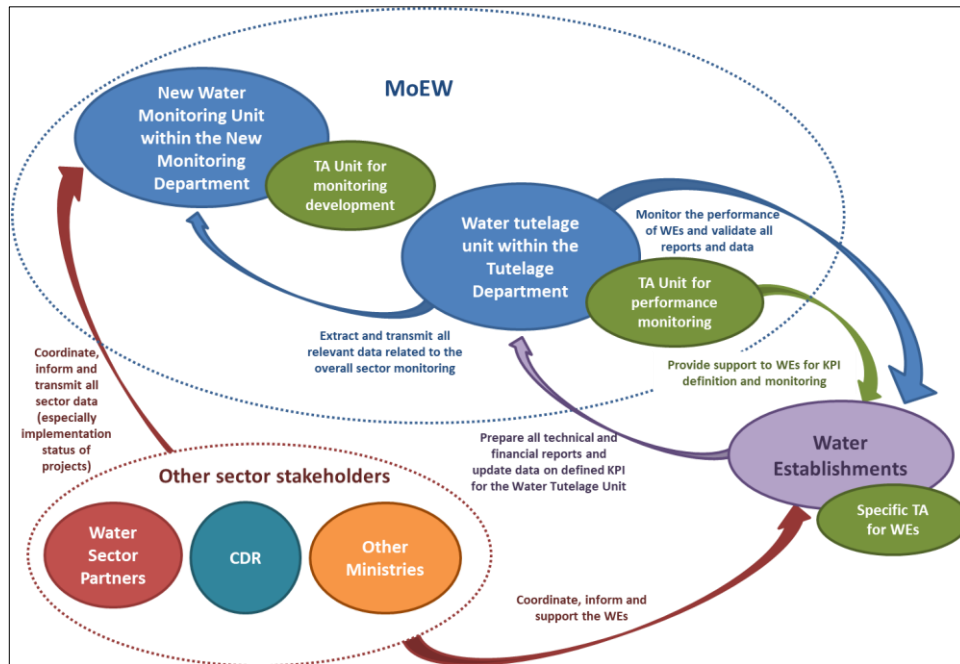 MoEW
New Water
Monitoring Unit
within the New
Monitoring
Department
TA Unit for
monitoring
development
Water tutelage
unit within the
Tutelage
Department
Monitor the performance
of WEs and validate all
reports and data
TA Unit for
performance
monitoring
Extract and transmit all
relevant data related to the
overall sector monitoring
Provide support to WEs for KPI
definition and monitoring
Coordinate,
inform and
transmit all
sector data
(especially
implementation
status of
projects)
Prepare all technical and
financial reports and
update data on defined KPI
for the Water Tutelage Unit
Water
Establishments
Specific TA
for WEs
Other sector stakeholders
Water
Sector
Partners
CDR
Other
Ministries
Coordinate, inform and
support the WEs